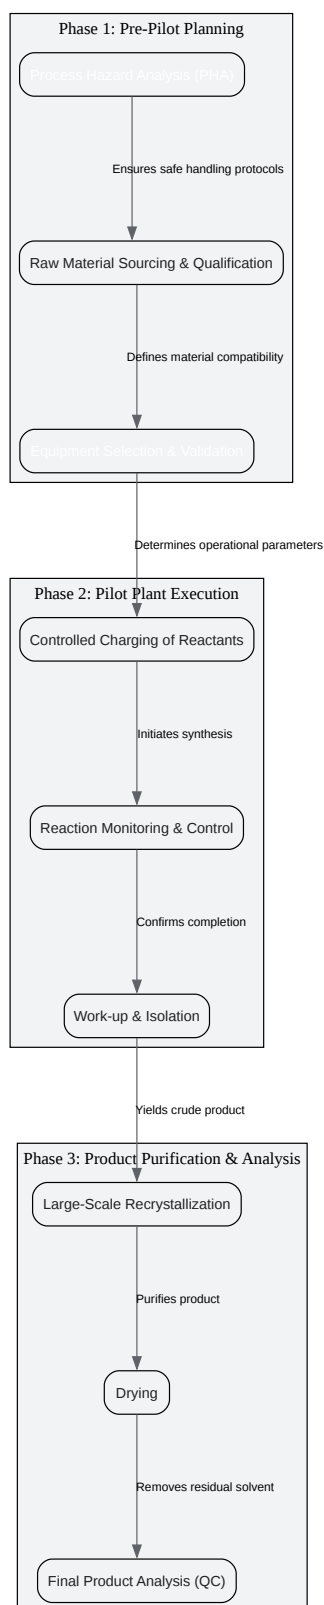 Phase 1: Pre-Pilot Planning
Process Hazard Analysis (PHA)
Ensures safe handling protocols
Raw Material Sourcing & Qualification
Defines material compatibility
Equipment Selection & Validation
Determines operational parameters
Phase 2: Pilot Plant Execution
Controlled Charging of Reactants
Initiates synthesis
Reaction Monitoring & Control
Confirms completion
Work-up & Isolation
Yields crude product
Phase 3: Product Purification & Analysis
Large-Scale Recrystallization
Purifies product
Drying
Removes residual solvent
Final Product Analysis (QC)